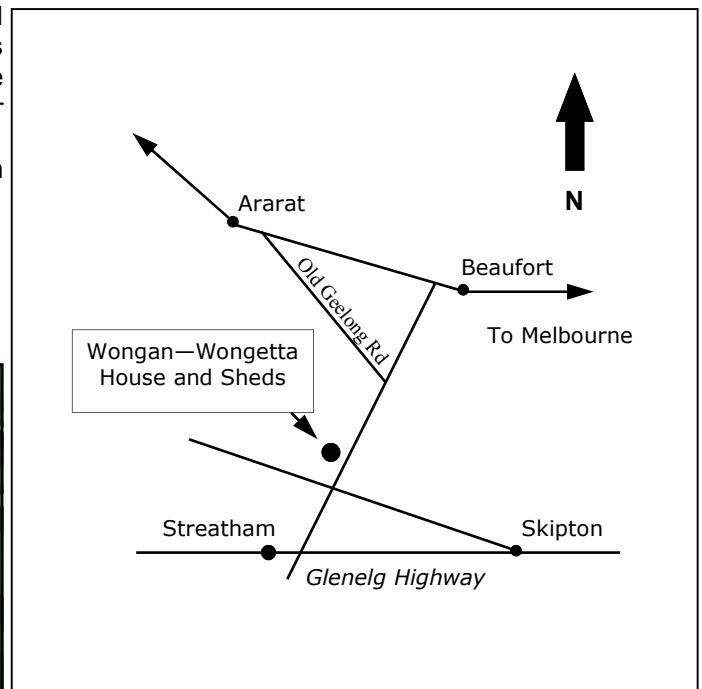 N
Ararat
Beaufort
Old Geelong Rd
To Melbourne
Wongan—Wongetta
House and Sheds
Streatham
Skipton
Glenelg Highway